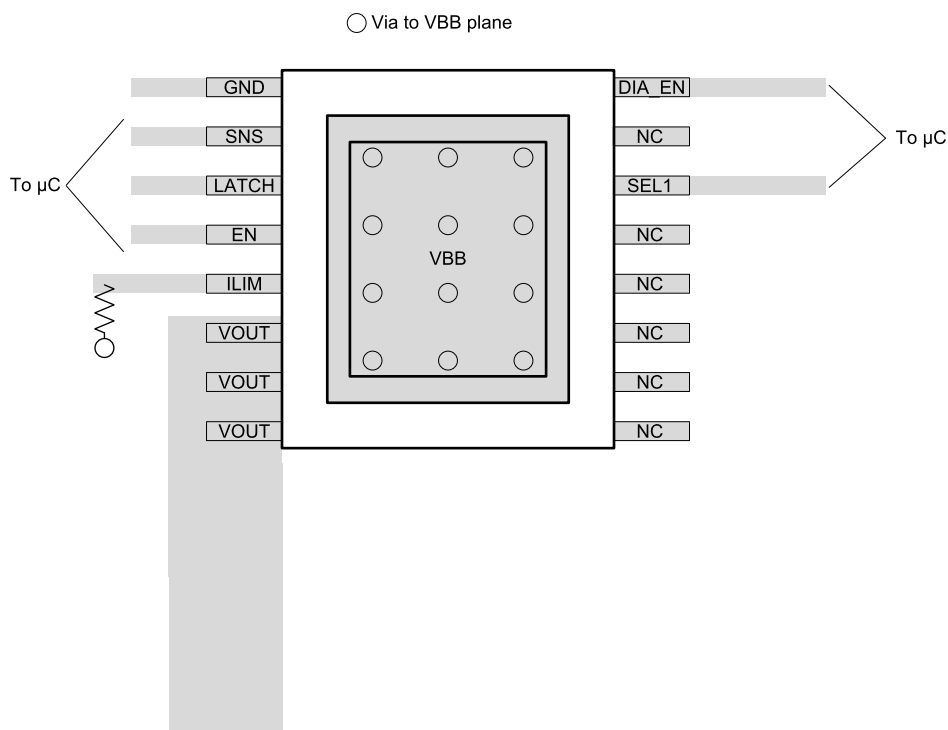 Via to VBB plane
GND
DIA_EN
SNS
NC
To µC
To µC
LATCH
SEL1
EN
NC
VBB
ILIM
NC
VOUT
NC
VOUT
NC
VOUT
NC